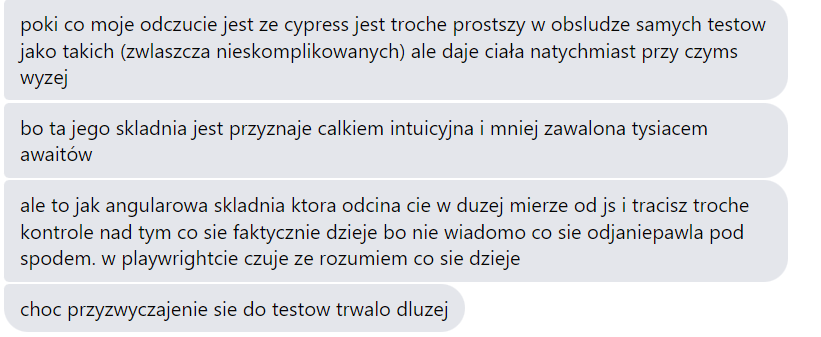 poki co moje odczucie jest ze cypress jest troche prostszy w obsludze samych testow
jako takich (zwlaszcza nieskomplikowanych) ale daje ciała natychmiast przy czyms
wyzej
bo ta jego skladnia jest przyznaje calkiem intuicyjna i mniej zawalona tysiacem
awaitów
ale to jak angularowa skladnia ktora odcina cie w duzej mierze od js i tracisz troche
kontrole nad tym co sie faktycznie dzieje bo nie wiadomo co sie odjaniepawla pod
spodem. w playwrightcie czuje ze rozumiem co sie dzieje
choc przyzwyczajenie sie do testow trwalo dluzej